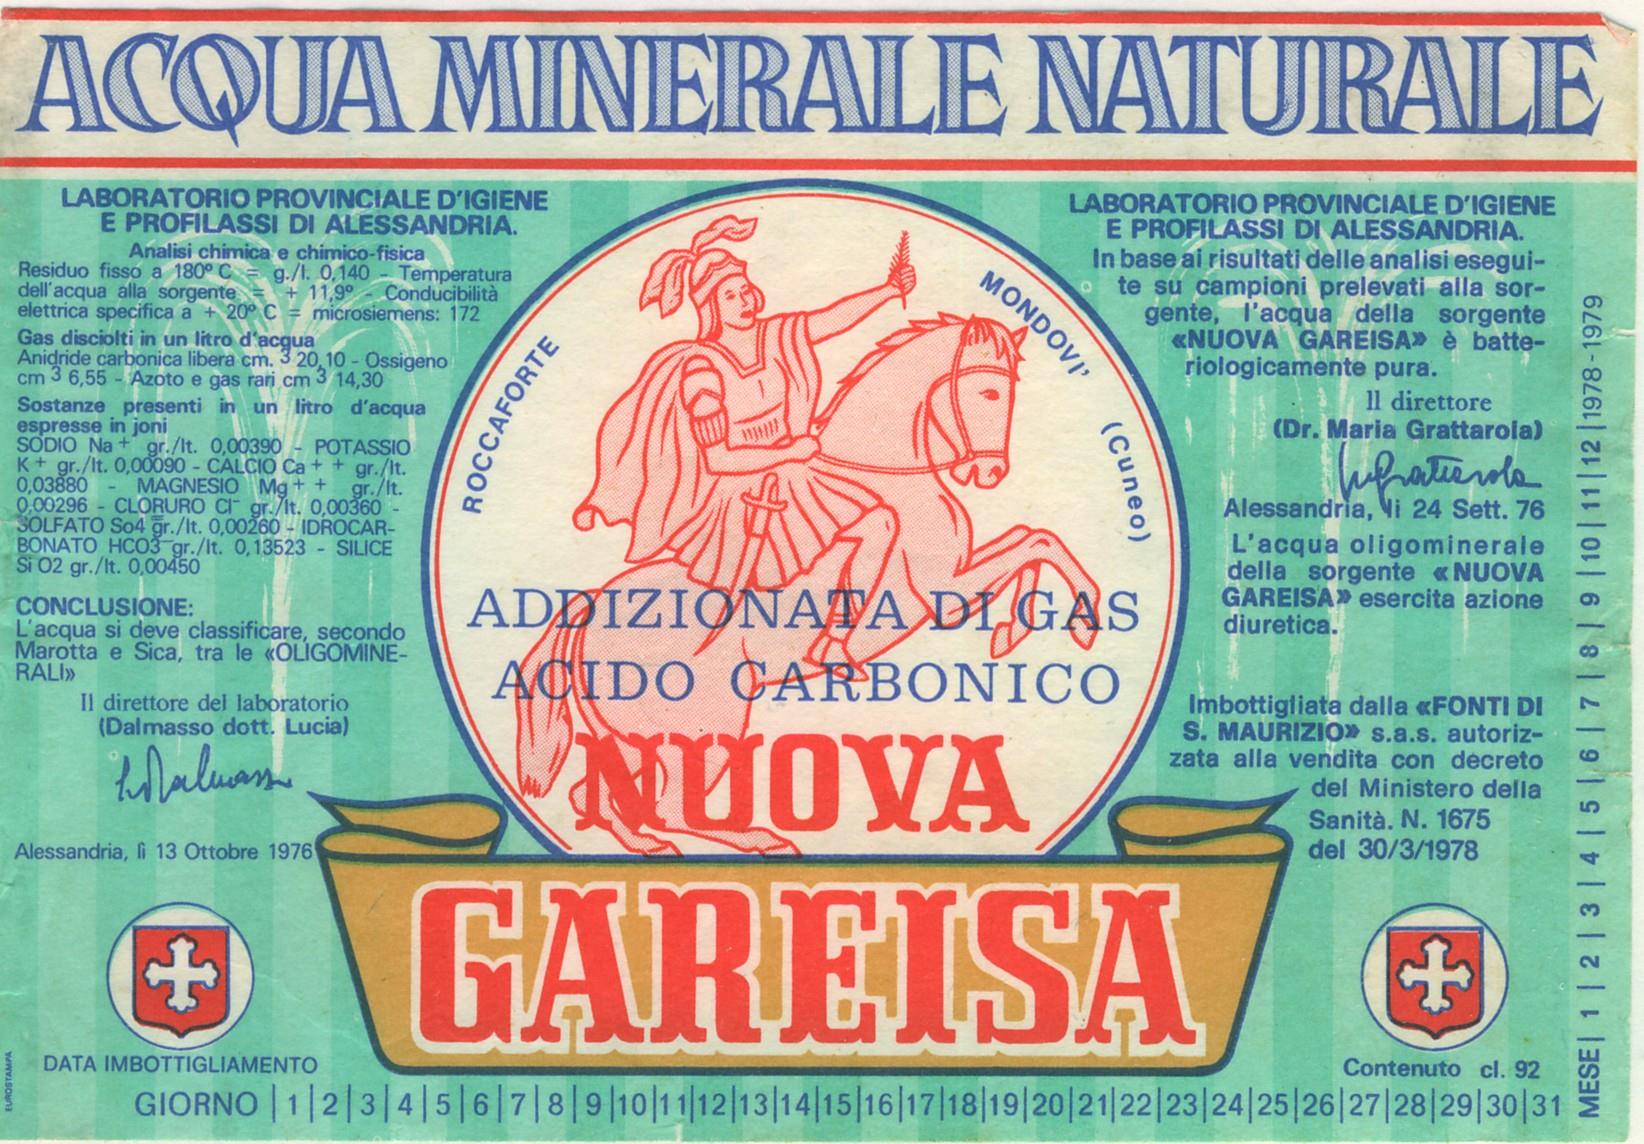 ACQUA MINERALE NATURALE
LABORATORIO PROVINCIALE D'IGIENE
E PROFILASSI DI ALESSANDRIA.
Analisi chimica e chimico-fisica
Residuo fisso a 180° C = g./l. 0,140 - Temperatura
dell'acqua alla sorgente = + 11,9° - Conducibilità
elettrica specifica a + 20° C = microsiemens: 172
Gas disciolti in un litro d'acqua
Anidride carbonica libera cm. 3 20,10 - Ossigeno
cm 3 6,55 - Azoto e gas rari cm 3 14,30
Sostanze presenti in un litro d'acqua
espresse in joni
SODIO Na + gr./lt. 0,00390 - POTASSIO
K + gr./lt. 0,00090 - CALCIO Ca + + gr./lt.
0,03880 - MAGNESIO Mg + + gr./lt.
0,00296 - CLORURO Cl - gr./lt. 0,00360 -
SOLFATO So4 = gr./lt. 0,00260 - IDROCAR-
BONATO HCO3 - gr./lt. 0,13523 - SILICE
Si O2 gr./lt. 0,00450
CONCLUSIONE:
L'acqua si deve classificare, secondo
Marotta e Sica, tra le «OLIGOMINE-
RALI»
Il direttore del laboratorio
(Dalmasso dott. Lucia)
L. Dalmasso
Alessandria, lì 13 Ottobre 1976
DATA IMBOTTIGLIAMENTO
EUROSTAMPA
ROCCAFORTE MONDOVI' (Cuneo)
ADDIZIONATA DI GAS
ACIDO CARBONICO
NUOVA
GAREISA
LABORATORIO PROVINCIALE D'IGIENE
E PROFILASSI DI ALESSANDRIA.
In base ai risultati delle analisi esegui-
te su campioni prelevati alla sor-
gente, l'acqua della sorgente
«NUOVA GAREISA» è batte-
riologicamente pura.
Il direttore
(Dr. Maria Grattarola)
M Grattarola
Alessandria, li 24 Sett. 76
L'acqua oligominerale
della sorgente «NUOVA
GAREISA» esercita azione
diuretica.
Imbottigliata dalla «FONTI DI
S. MAURIZIO» s.a.s. autoriz-
zata alla vendita con decreto
del Ministero della
Sanità. N. 1675
del 30/3/1978
Contenuto cl. 92
GIORNO | 1 | 2 | 3 | 4 | 5 | 6 | 7 | 8 | 9 | 10 | 11 | 12 | 13 | 14 | 15 | 16 | 17 | 18 | 19 | 20 | 21 | 22 | 23 | 24 | 25 | 26 | 27 | 28 | 29 | 30 | 31
MESE | 1 | 2 | 3 | 4 | 5 | 6 | 7 | 8 | 9 | 10 | 11 | 12 | 1978 - 1979